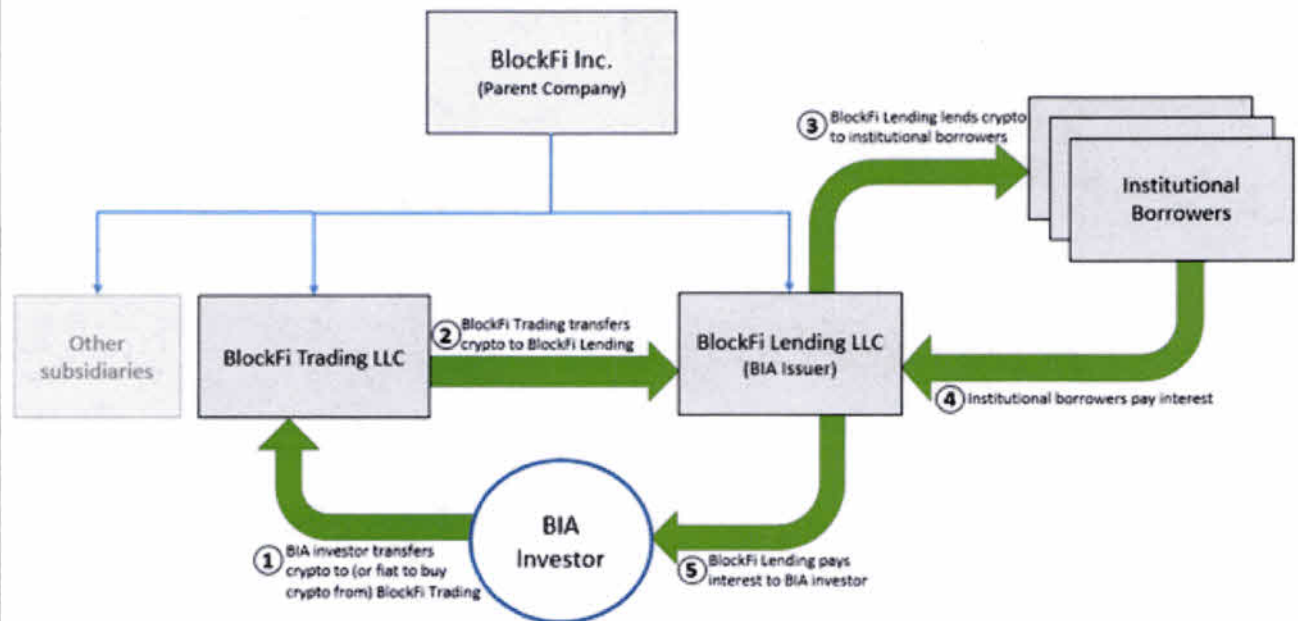 BlockFi Inc.
(Parent Company)
③ BlockFi Lending lends crypto
to institutional borrowers
Institutional
Borrowers
Other
subsidiaries
BlockFi Trading LLC
② BlockFi Trading transfers
crypto to BlockFi Lending
BlockFi Lending LLC
(BIA Issuer)
④ Institutional borrowers pay interest
① BIA investor transfers
crypto to (or fiat to buy
crypto from) BlockFi Trading
BIA
Investor
⑤ BlockFi Lending pays
interest to BIA investor